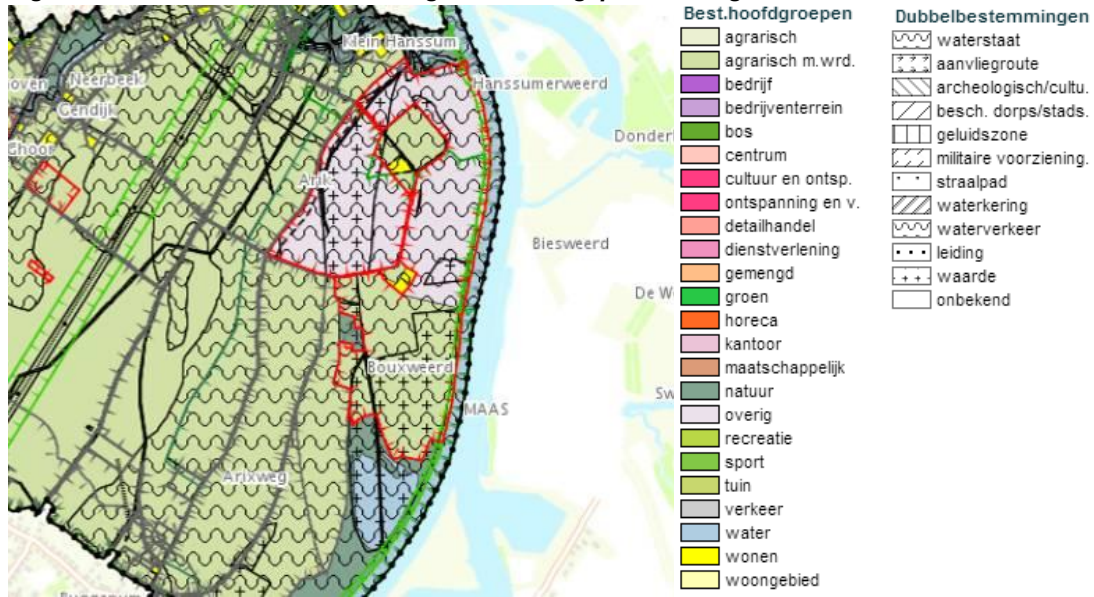 Best.hoofdgroepen
agrarisch
agrarisch m.wrd.
bedrijf
bedrijventerrein
bos
centrum
cultuur en ontsp.
ontspanning en v.
detailhandel
dienstverlening
gemengd
groen
horeca
kantoor
maatschappelijk
natuur
overig
recreatie
sport
tuin
verkeer
water
wonen
woongebied
Dubbelbestemmingen
waterstaat
aanvliegroute
archeologisch/cultu.
besch. dorps/stads.
geluidszone
militaire voorziening.
straalpad
waterkering
waterverkeer
leiding
waarde
onbekend
Klein Hanssum
Hanssumerweerd
Neerbeek
oven
Gendijk
Ghoor
Donder
Arik
Biesweerd
De W
Bouxweerd
Sw
MAAS
Arixweg